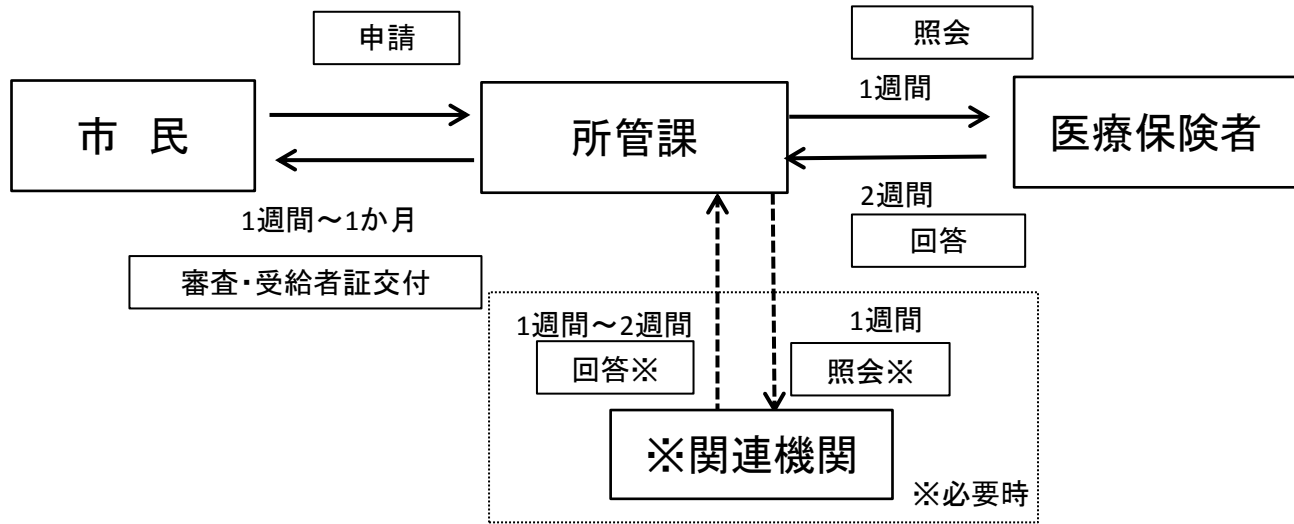 申請
照会
市　民
所管課
医療保険者
1週間
2週間
回答
1週間～1か月
審査・受給者証交付
1週間～2週間
回答※
1週間
照会※
※関連機関
※必要時